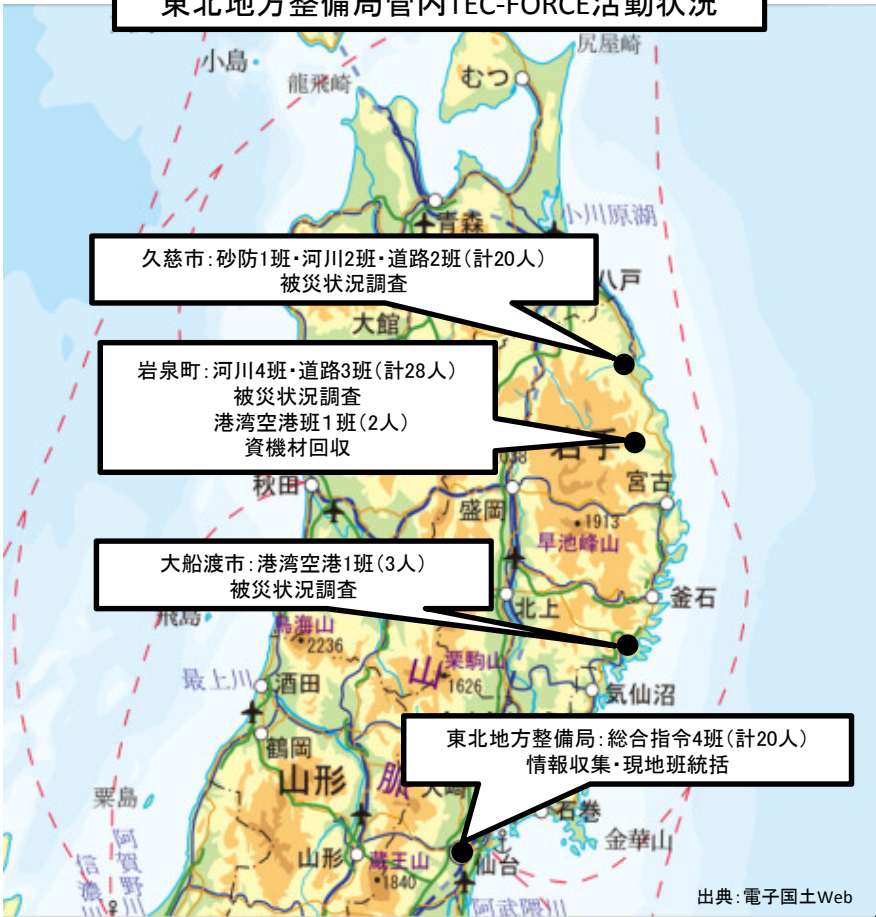 東北地方整備局管内TEC-FORCE活動状況
小島
龍飛崎
尻屋崎
むつ
青森
小川原湖
久慈市：砂防1班・河川2班・道路2班（計20人）
被災状況調査
八戸
大館
岩泉町：河川4班・道路3班（計28人）
被災状況調査
港湾空港班１班（2人）
資機材回収
岩手
秋田
盛岡
宮古
1913
早池峰山
大船渡市：港湾空港1班（3人）
被災状況調査
飛島
北上
釜石
鳥海山
2236
栗駒山
1626
山
最上川
酒田
気仙沼
鶴岡
東北地方整備局：総合指令4班（計20人）
情報収集・現地班統括
山形
粟島
石巻
金華山
阿賀野川
信濃川
山形
蔵王山
1840
仙台
阿武隈川
出典：電子国土Web